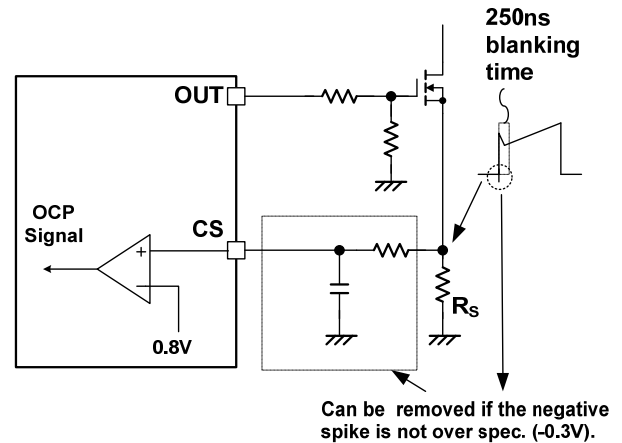 250ns
blanking
time
OUT
OCP
Signal
CS
+
−
0.8V
RS
Can be removed if the negative
spike is not over spec. (-0.3V).